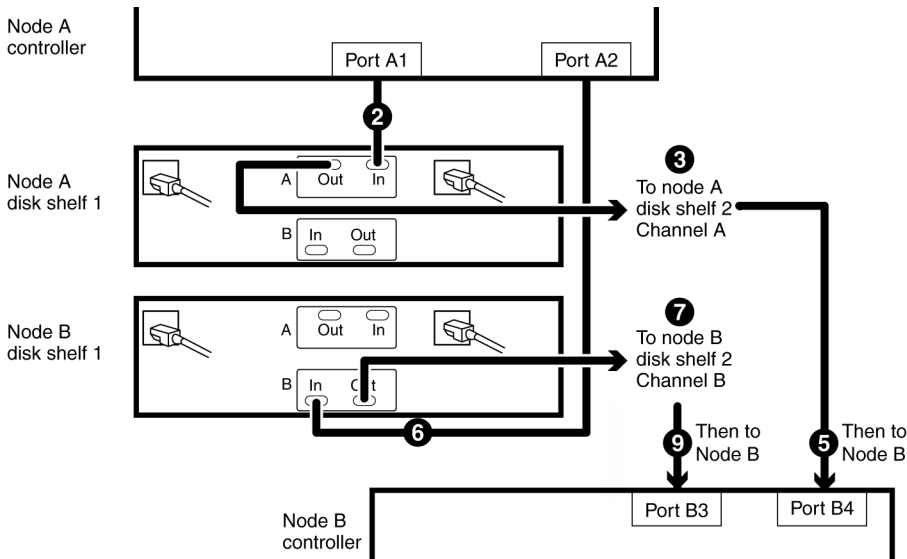 Node A
controller
Port A1
Port A2
2
Node A
disk shelf 1
A
Out
In
B
In
Out
3
To node A
disk shelf 2
Channel A
Node B
disk shelf 1
A
Out
In
B
In
7
To node B
disk shelf 2
Channel B
6
9
Then to
Node B
5
Then to
Node B
Port B3
Port B4
Node B
controller